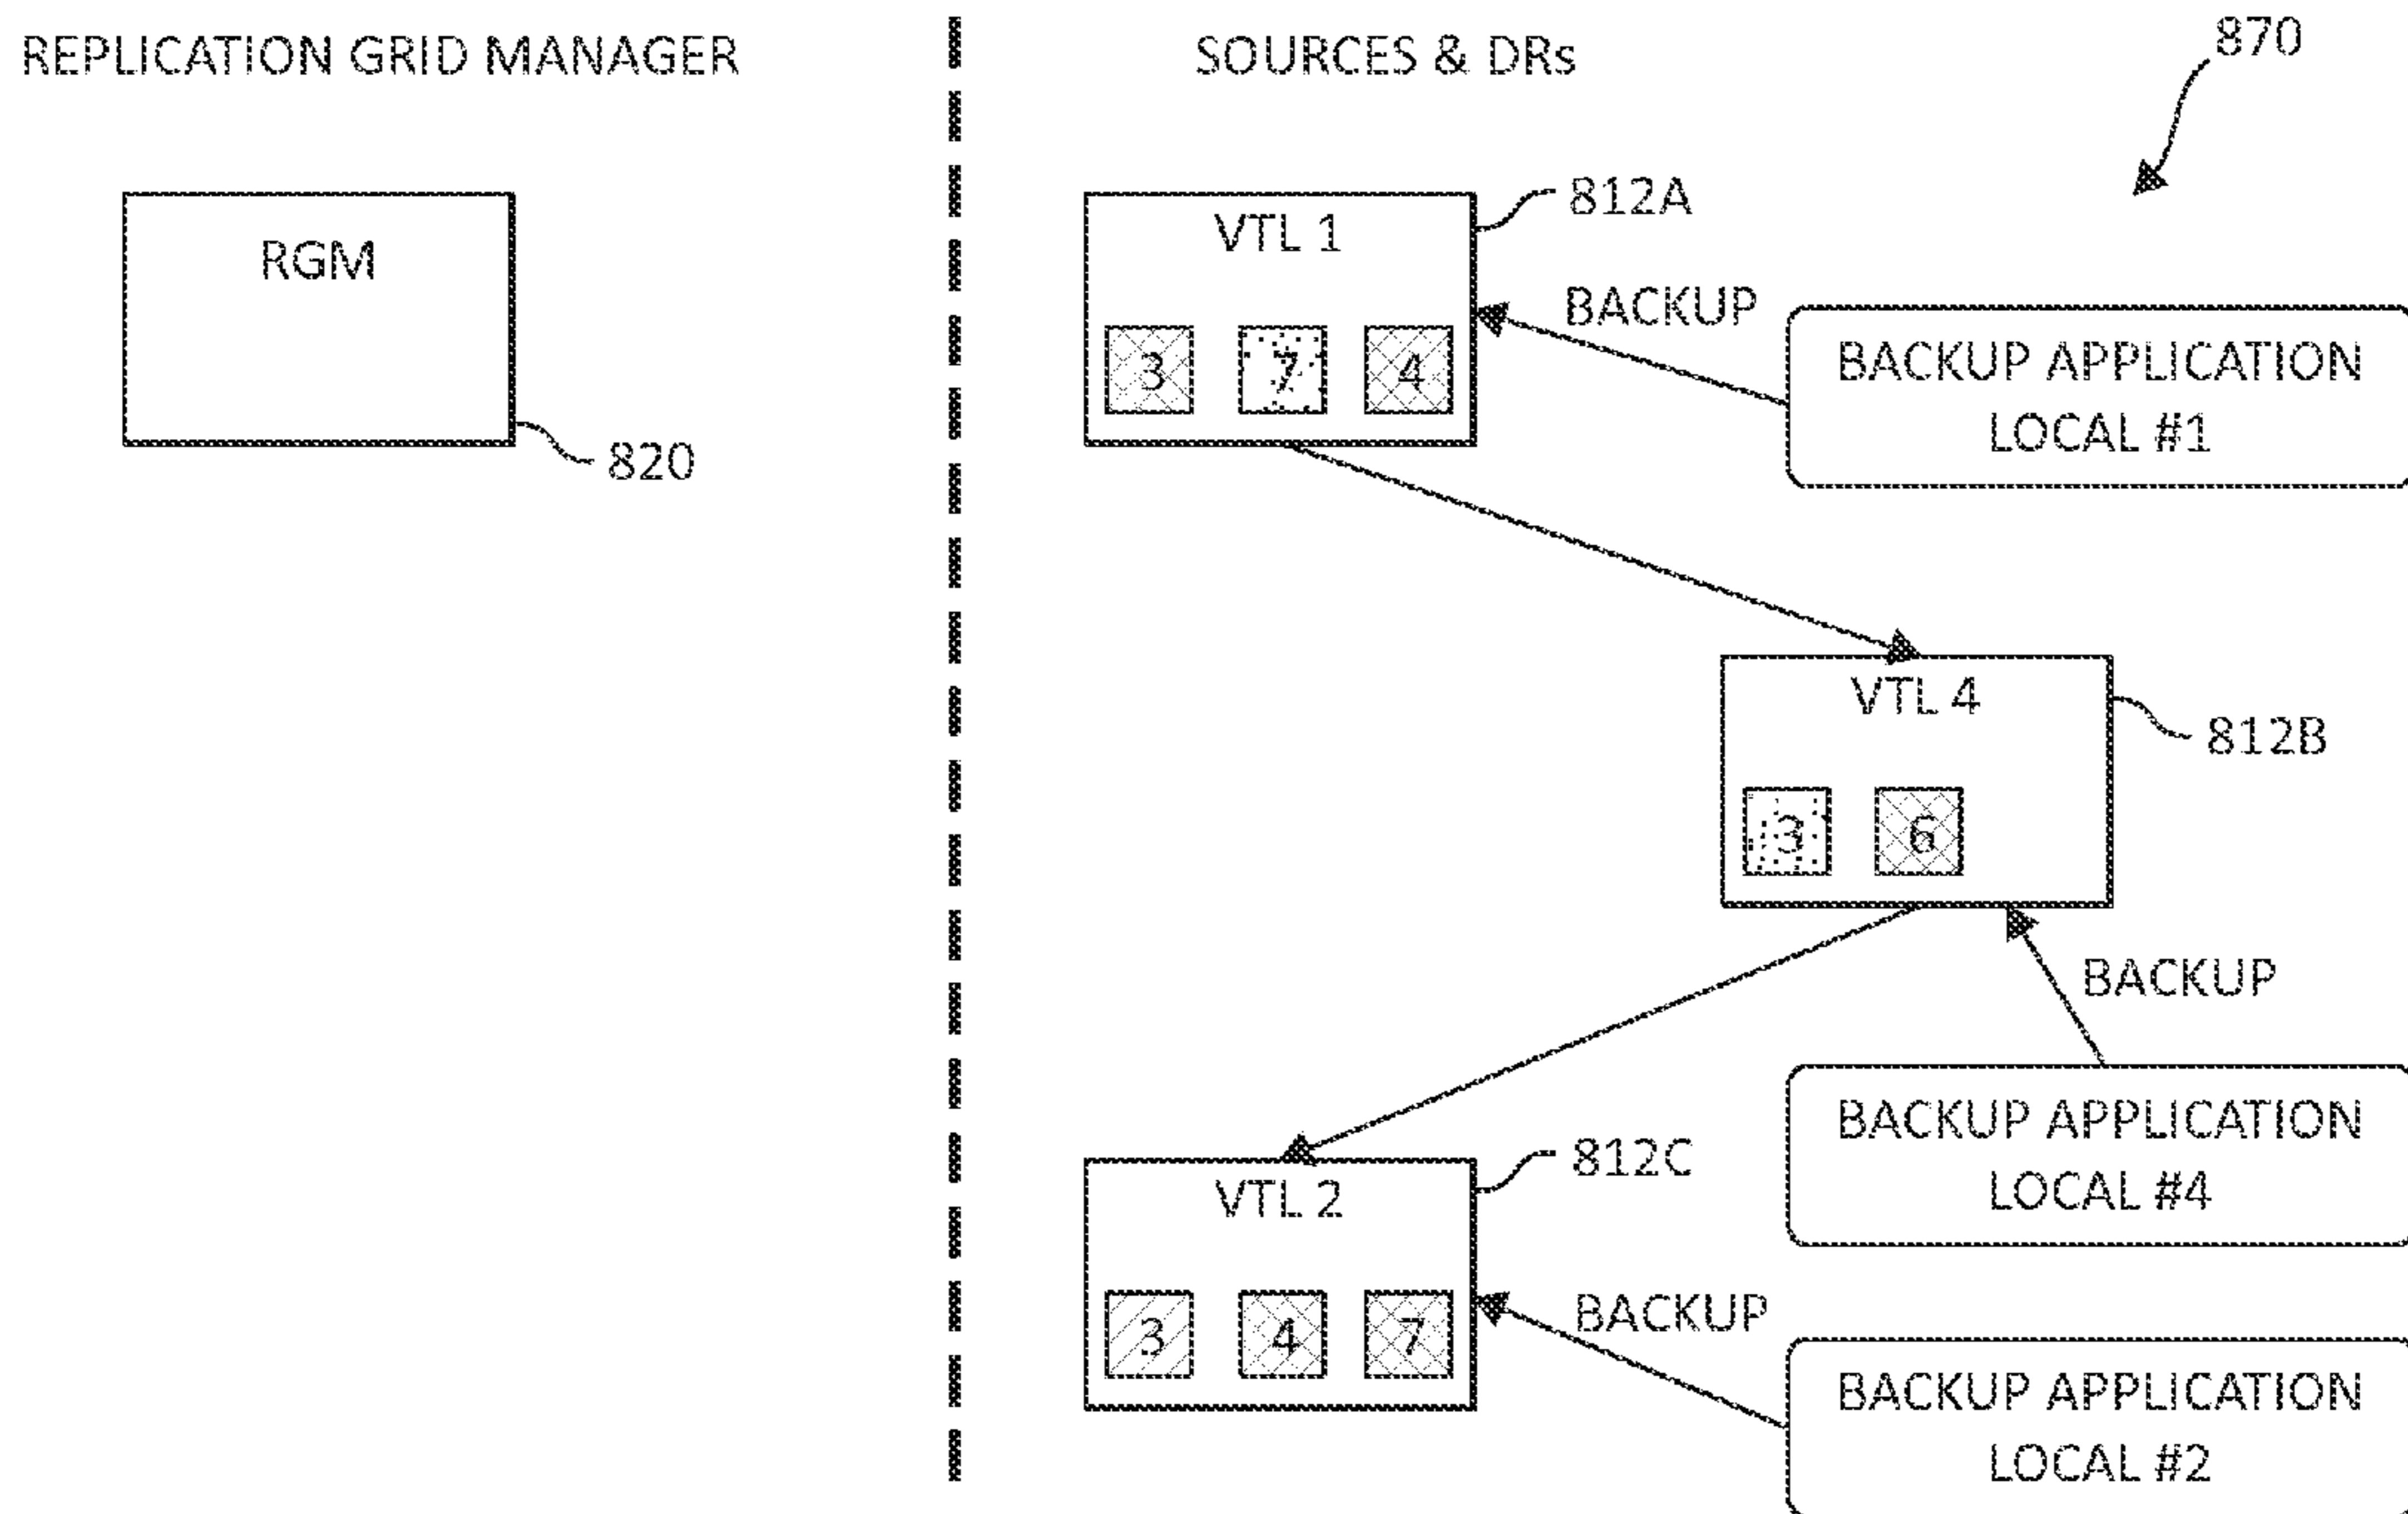 REPLICATION GRID MANAGER
SOURCES & DRs
870
RGM
820
VTL 1
812A
3 7 4
BACKUP
BACKUP APPLICATION
LOCAL #1
VTL 4
812B
3 6
BACKUP
BACKUP APPLICATION
LOCAL #4
VTL 2
812C
3 4 7
BACKUP
BACKUP APPLICATION
LOCAL #2